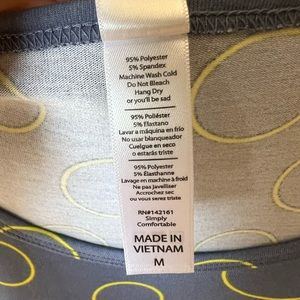 95% Polyester
5% Spandex
Machine Wash Cold
Do Not Bleach
Hang Dry
or you'll be sad
95% Poliéster
5% Elastano
Lavar a máquina en frio
No usar blanqueador
Cuelgue en seco
o estarás triste
95% Polyester
5% Élasthanne
Lavage en machine à froid
Ne pas javelliser
Accrochez sec
ou vous serez triste
RN#142161
Simply
Comfortable
MADE IN
VIETNAM
M